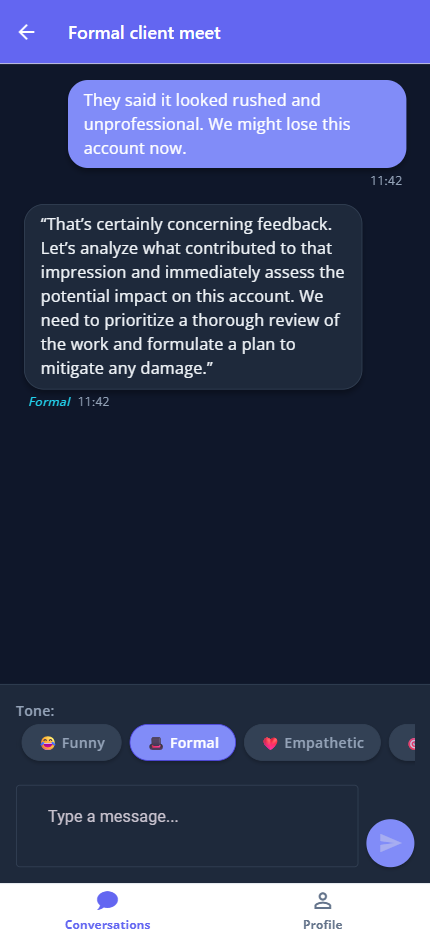 Formal client meet
They said it looked rushed and
unprofessional. We might lose this
account now.
11:42
“That’s certainly concerning feedback.
Let’s analyze what contributed to that
impression and immediately assess the
potential impact on this account. We
need to prioritize a thorough review of
the work and formulate a plan to
mitigate any damage.”
Formal 11:42
Tone:
😂 Funny 🎩 Formal 💖 Empathetic 🎯
Type a message...
Conversations Profile